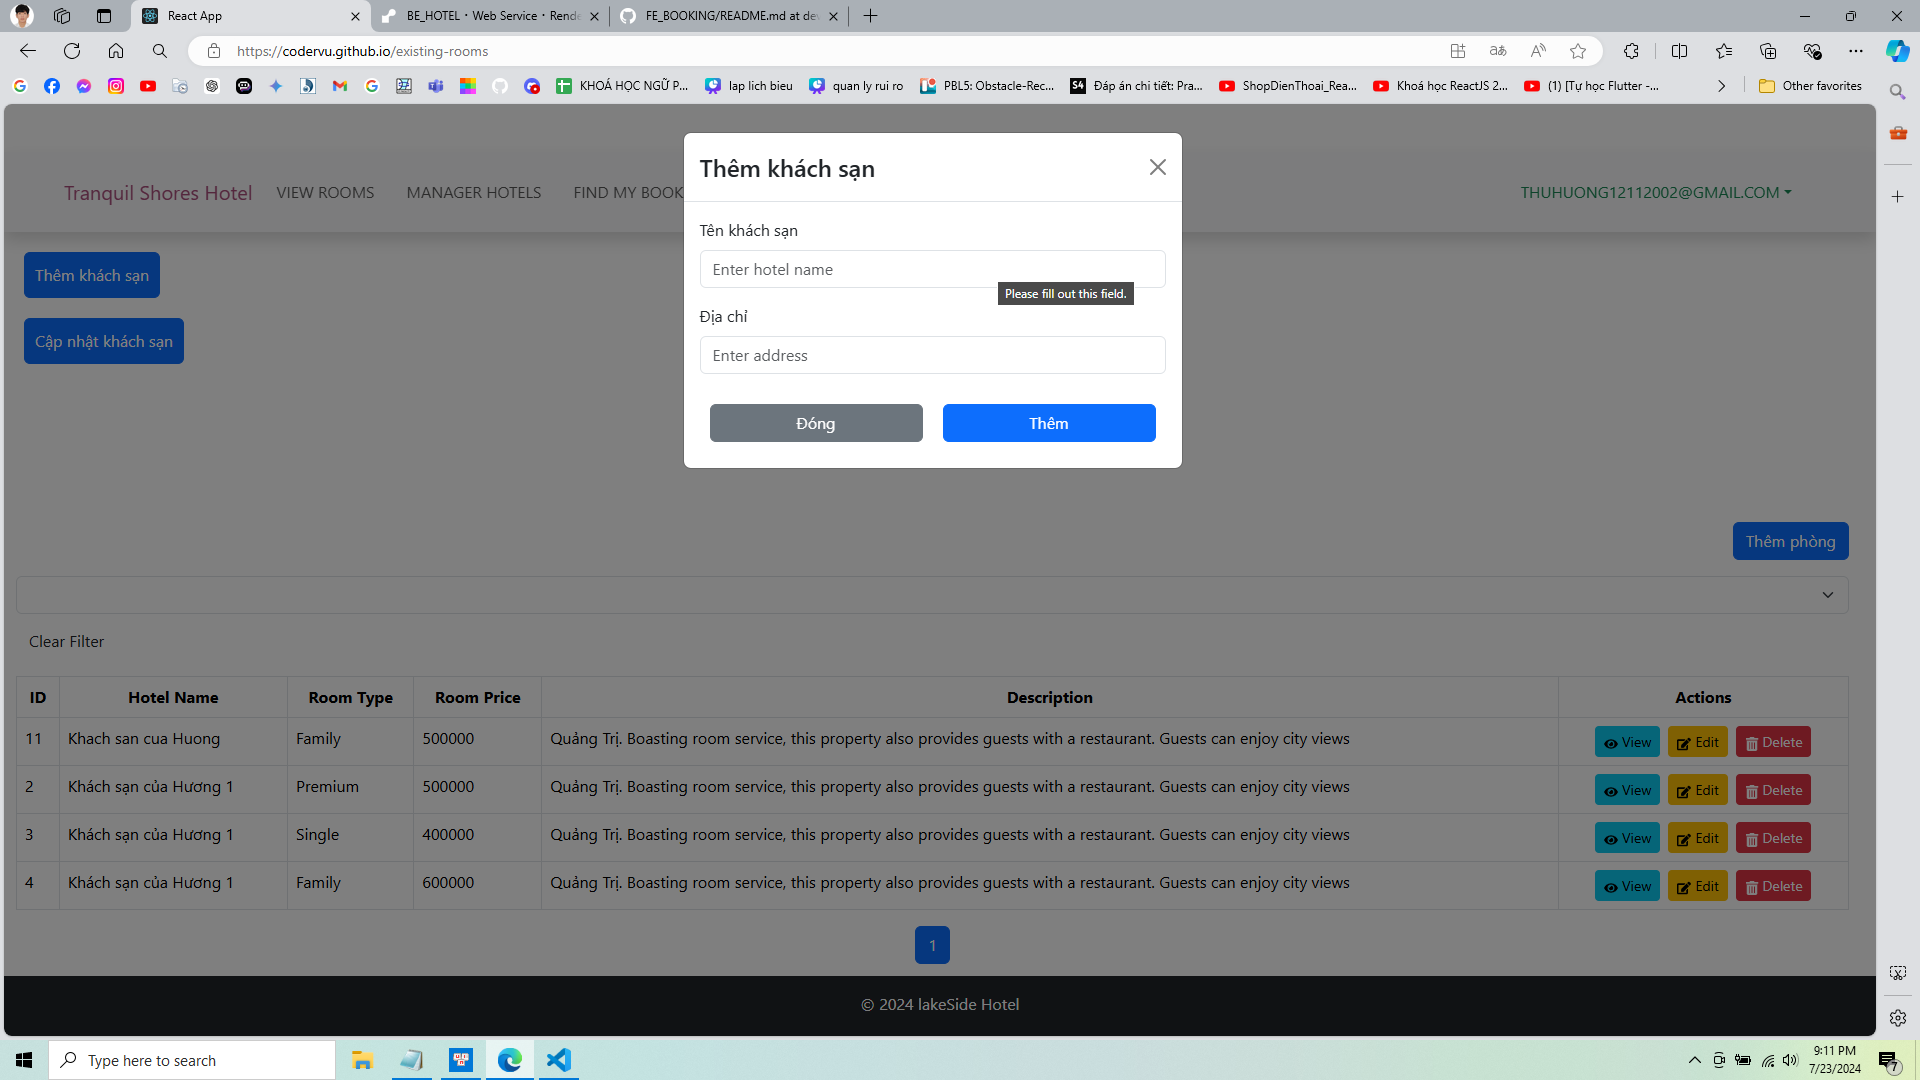 React App
BE_HOTEL · Web Service · Rende
FE_BOOKING/README.md at dev
https://codervu.github.io/existing-rooms
KHOÁ HỌC NGỮ P...
lap lich bieu
quan ly rui ro
PBL5: Obstacle-Rec...
Đáp án chi tiết: Pra...
ShopDienThoai_Rea...
Khoá học ReactJS 2...
(1) [Tự học Flutter -...
Other favorites
Tranquil Shores Hotel
VIEW ROOMS
MANAGER HOTELS
FIND MY BOOK
THUHUONG12112002@GMAIL.COM
Thêm khách sạn
Cập nhật khách sạn
Thêm khách sạn
Tên khách sạn
Enter hotel name
Please fill out this field.
Địa chỉ
Enter address
Đóng
Thêm
Thêm phòng
Clear Filter
ID Hotel Name Room Type Room Price Description Actions
11 Khach san cua Huong Family 500000 Quảng Trị. Boasting room service, this property also provides guests with a restaurant. Guests can enjoy city views View Edit Delete
2 Khách sạn của Hương 1 Premium 500000 Quảng Trị. Boasting room service, this property also provides guests with a restaurant. Guests can enjoy city views View Edit Delete
3 Khách sạn của Hương 1 Single 400000 Quảng Trị. Boasting room service, this property also provides guests with a restaurant. Guests can enjoy city views View Edit Delete
4 Khách sạn của Hương 1 Family 600000 Quảng Trị. Boasting room service, this property also provides guests with a restaurant. Guests can enjoy city views View Edit Delete
1
© 2024 lakeSide Hotel
Type here to search
9:11 PM
7/23/2024
7